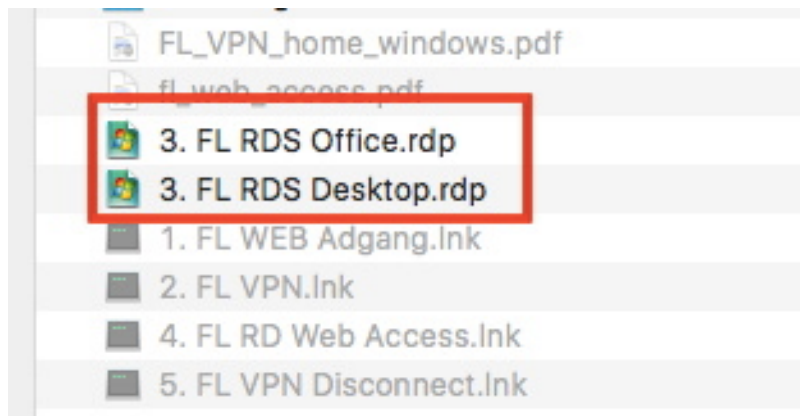 FL_VPN_home_windows.pdf
fl_web_access.pdf
3. FL RDS Office.rdp
3. FL RDS Desktop.rdp
1. FL WEB Adgang.lnk
2. FL VPN.lnk
4. FL RD Web Access.lnk
5. FL VPN Disconnect.lnk